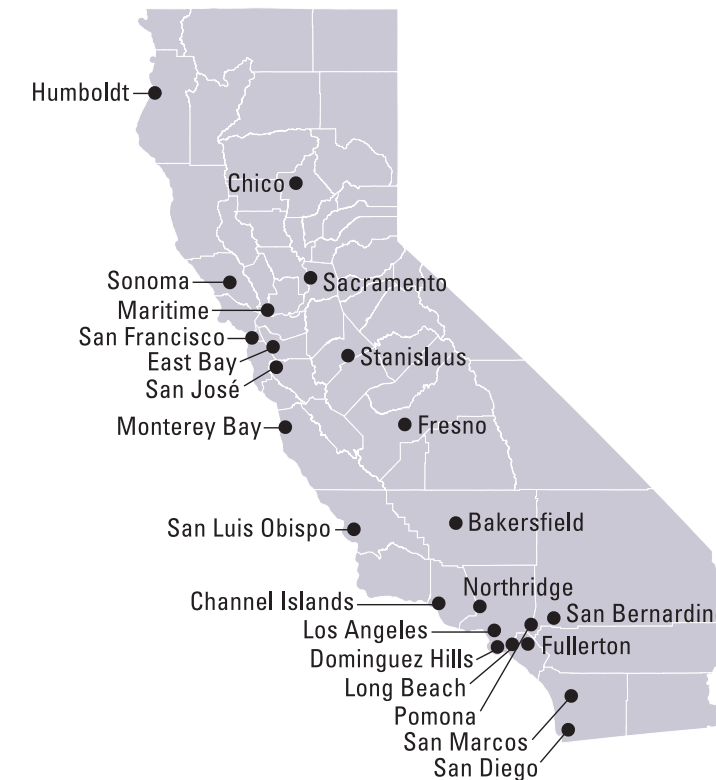 Humboldt
Chico
Sonoma
Sacramento
Maritime
San Francisco
East Bay
Stanislaus
San José
Monterey Bay
Fresno
San Luis Obispo
Bakersfield
Northridge
Channel Islands
San Bernardin
Los Angeles
Fullerton
Dominguez Hills
Long Beach
Pomona
San Marcos
San Diego